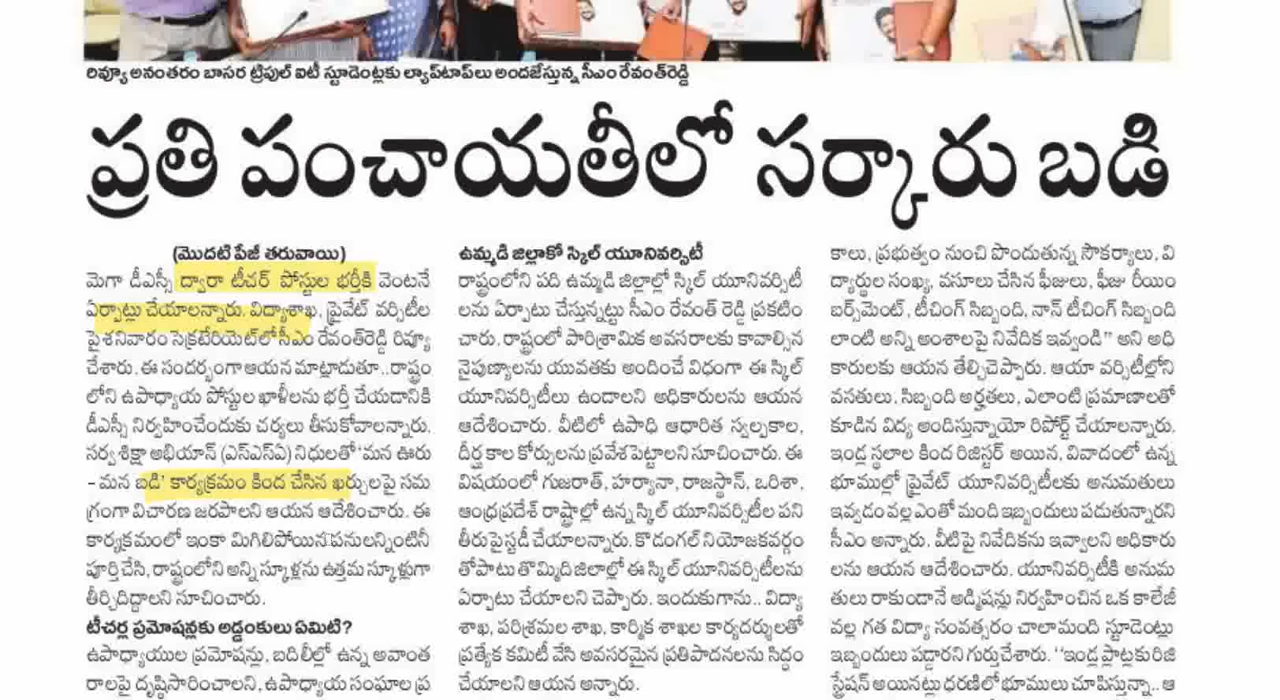 రివ్యూ అనంతరం బాసర ట్రిపుల్ ఐటీ స్టూడెంట్లకు ల్యాప్‌టాప్‌లు అందజేస్తున్న సీఎం రేవంత్‌రెడ్డి
ప్రతి పంచాయతీలో సర్కారు బడి
(మొదటి పేజీ తరువాయి)
మెగా డీఎస్సీ ద్వారా టీచర్ పోస్టుల భర్తీకి వెంటనే
ఏర్పాట్లు చేయాలన్నారు. విద్యాశాఖ, ప్రైవేట్ వర్సిటీల
పై శనివారం సెక్రటేరియెట్‌లో సీఎం రేవంత్‌రెడ్డి రివ్యూ
చేశారు. ఈ సందర్భంగా ఆయన మాట్లాడుతూ..రాష్ట్రం
లోని ఉపాధ్యాయ పోస్టుల ఖాళీలను భర్తీ చేయడానికి
డీఎస్సీ నిర్వహించేందుకు చర్యలు తీసుకోవాలన్నారు.
సర్వశిక్షా అభియాన్ (ఎస్ఎస్ఏ) నిధులతో 'మన ఊరు
- మన బడి' కార్యక్రమం కింద చేసిన ఖర్చులపై సమ
గ్రంగా విచారణ జరపాలని ఆయన ఆదేశించారు. ఈ
కార్యక్రమంలో ఇంకా మిగిలిపోయిన పనులన్నింటినీ
పూర్తి చేసి, రాష్ట్రంలోని అన్ని స్కూళ్లను ఉత్తమ స్కూళ్లుగా
తీర్చిదిద్దాలని సూచించారు.
టీచర్ల ప్రమోషన్లకు అడ్డంకులు ఏమిటి?
ఉపాధ్యాయుల ప్రమోషన్లు, బదిలీల్లో ఉన్న అవాంత
రాలపై దృష్టిసారించాలని, ఉపాధ్యాయ సంఘాల ప్ర
ఉమ్మడి జిల్లాకో స్కిల్ యూనివర్సిటీ
రాష్ట్రంలోని పది ఉమ్మడి జిల్లాల్లో స్కిల్ యూనివర్సిటీ
లను ఏర్పాటు చేస్తున్నట్టు సీఎం రేవంత్ రెడ్డి ప్రకటిం
చారు. రాష్ట్రంలో పారిశ్రామిక అవసరాలకు కావాల్సిన
నైపుణ్యాలను యువతకు అందించే విధంగా ఈ స్కిల్
యూనివర్సిటీలు ఉండాలని అధికారులను ఆయన
ఆదేశించారు. వీటిలో ఉపాధి ఆధారిత స్వల్పకాల,
దీర్ఘ కాల కోర్సులను ప్రవేశపెట్టాలని సూచించారు. ఈ
విషయంలో గుజరాత్, హర్యానా, రాజస్థాన్, ఒరిశా,
ఆంధ్రప్రదేశ్ రాష్ట్రాల్లో ఉన్న స్కిల్ యూనివర్సిటీల పని
తీరుపై స్టడీ చేయాలన్నారు. కొడంగల్ నియోజకవర్గం
తోపాటు తొమ్మిది జిల్లాల్లో ఈ స్కిల్ యూనివర్సిటీలను
ఏర్పాటు చేయాలని చెప్పారు. ఇందుకుగాను.. విద్యా
శాఖ, పరిశ్రమల శాఖ, కార్మిక శాఖల కార్యదర్శులతో
ప్రత్యేక కమిటీ వేసి అవసరమైన ప్రతిపాదనలను సిద్ధం
చేయాలని ఆయన అన్నారు.
కాలు, ప్రభుత్వం నుంచి పొందుతున్న సౌకర్యాలు, వి
ద్యార్థుల సంఖ్య, వసూలు చేసిన ఫీజులు, ఫీజు రీయిం
బర్స్‌మెంట్, టీచింగ్ సిబ్బంది, నాన్ టీచింగ్ సిబ్బంది
లాంటి అన్ని అంశాలపై నివేదిక ఇవ్వండి" అని అధి
కారులకు ఆయన తేల్చిచెప్పారు. ఆయా వర్సిటీల్లోని
వసతులు, సిబ్బంది అర్హతలు, ఎలాంటి ప్రమాణాలతో
కూడిన విద్య అందిస్తున్నాయో రిపోర్ట్ చేయాలన్నారు.
ఇండ్ల స్థలాల కింద రిజిస్టర్ అయిన, వివాదంలో ఉన్న
భూముల్లో ప్రైవేట్ యూనివర్సిటీలకు అనుమతులు
ఇవ్వడం వల్ల ఎంతో మంది ఇబ్బందులు పడుతున్నారని
సీఎం అన్నారు. వీటిపై నివేదికను ఇవ్వాలని అధికారు
లను ఆయన ఆదేశించారు. యూనివర్సిటీకి అనుమ
తులు రాకుండానే అడ్మిషన్లు నిర్వహించిన ఒక కాలేజీ
వల్ల గత విద్యా సంవత్సరం చాలామంది స్టూడెంట్లు
ఇబ్బందులు పడ్డారని గుర్తుచేశారు. "ఇండ్ల ప్లాట్లకు రిజి
స్ట్రేషన్ అయినట్లు ధరణిలో భూములు చూపిస్తున్నా.. ఆ